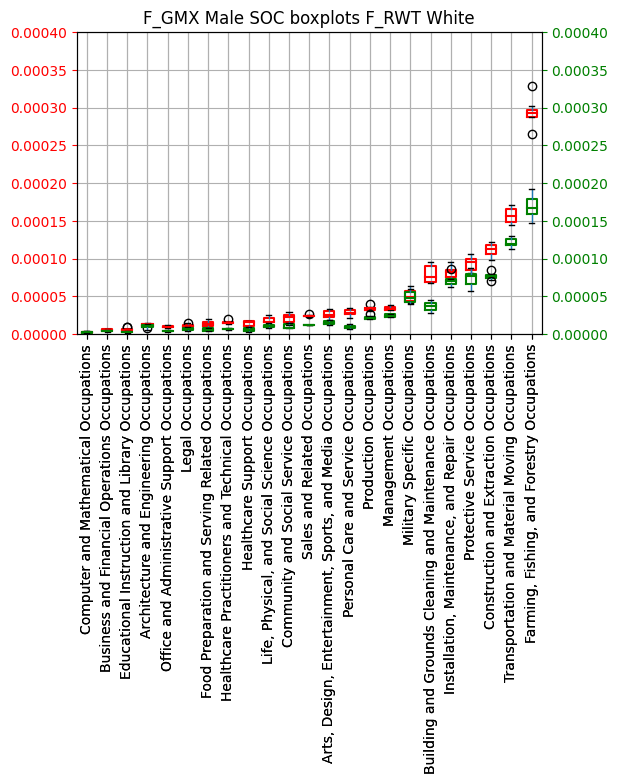 F_GMX Male SOC boxplots F_RWT White
0.00040
0.00035
0.00030
0.00025
0.00020
0.00015
0.00010
0.00005
0.00000
0.00040
0.00035
0.00030
0.00025
0.00020
0.00015
0.00010
0.00005
0.00000
Computer and Mathematical Occupations
Business and Financial Operations Occupations
Educational Instruction and Library Occupations
Architecture and Engineering Occupations
Office and Administrative Support Occupations
Legal Occupations
Food Preparation and Serving Related Occupations
Healthcare Practitioners and Technical Occupations
Healthcare Support Occupations
Life, Physical, and Social Science Occupations
Community and Social Service Occupations
Sales and Related Occupations
Arts, Design, Entertainment, Sports, and Media Occupations
Personal Care and Service Occupations
Production Occupations
Management Occupations
Military Specific Occupations
Building and Grounds Cleaning and Maintenance Occupations
Installation, Maintenance, and Repair Occupations
Protective Service Occupations
Construction and Extraction Occupations
Transportation and Material Moving Occupations
Farming, Fishing, and Forestry Occupations